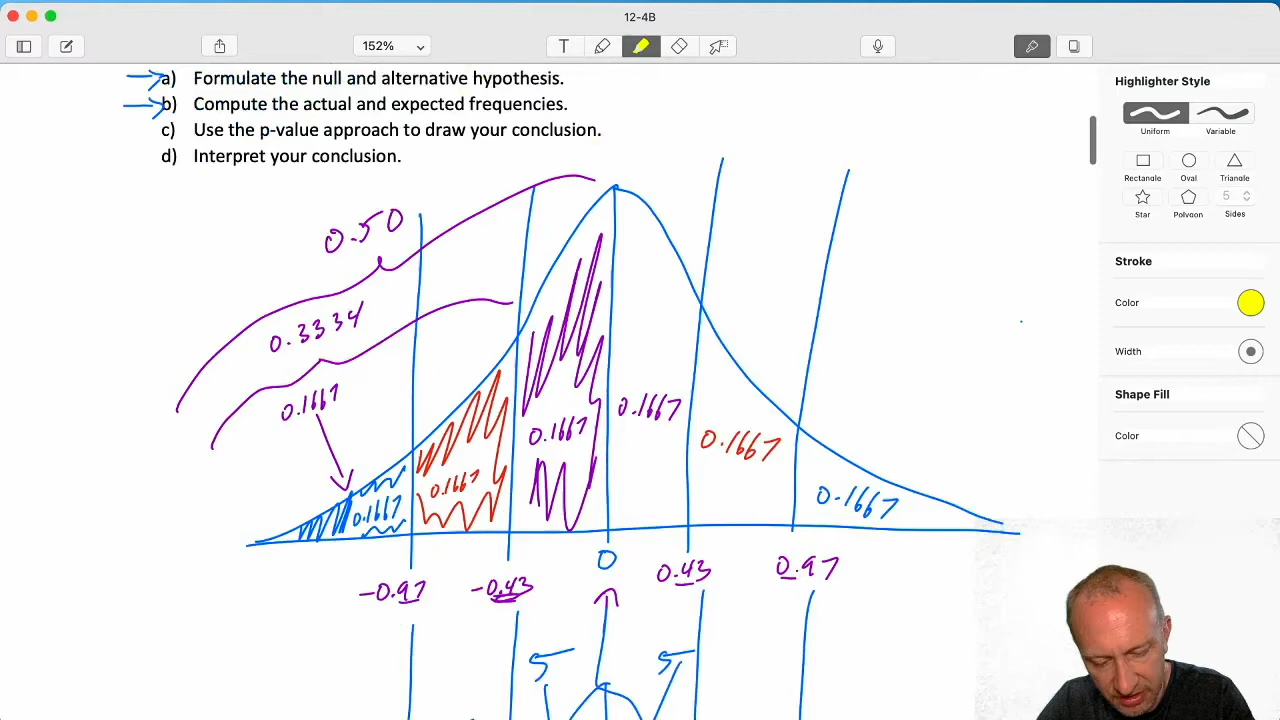 12-4B
152%
T
a) Formulate the null and alternative hypothesis.
b) Compute the actual and expected frequencies.
c) Use the p-value approach to draw your conclusion.
d) Interpret your conclusion.
0.50
0.3334
0.1667
0.1667
0.1667
0.1667
0.1667
0.1667
0.1667
-0.97
-0.43
0
0.43
0.97
5
5
Highlighter Style
Uniform Variable
Rectangle Oval Triangle
5
Star Polygon Sides
Stroke
Color
Width
Shape Fill
Color